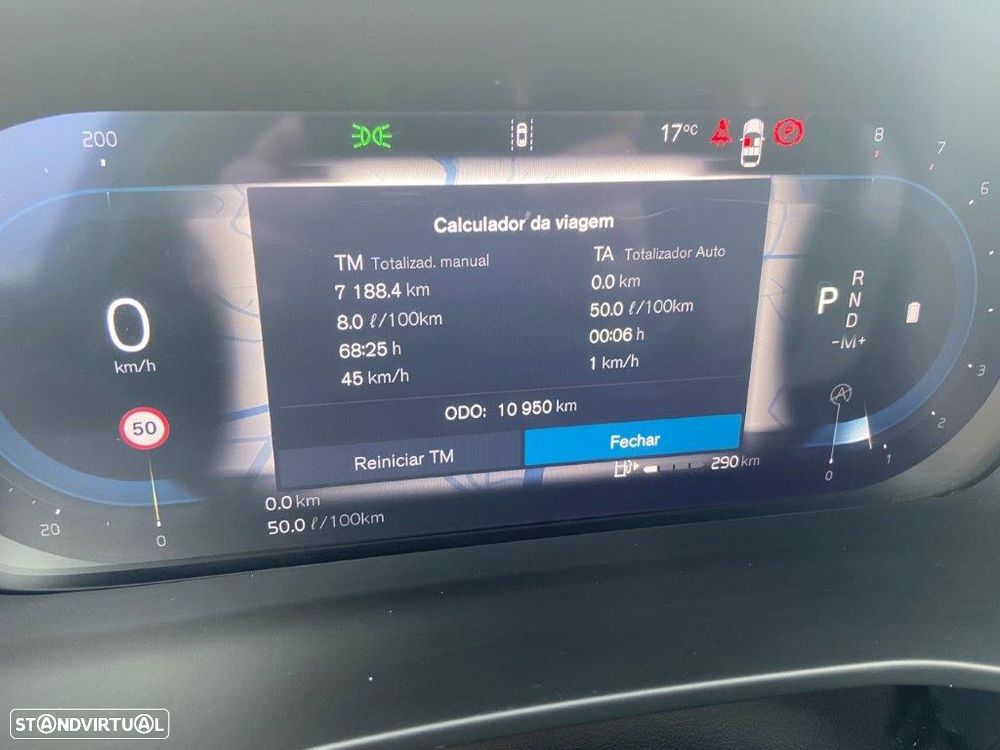 200
17°C
8
7
6
Calculador da viagem
TM Totalizad. manual
7 188.4 km
8.0 ℓ/100km
68:25 h
45 km/h
TA Totalizador Auto
0.0 km
50.0 ℓ/100km
00:06 h
1 km/h
ODO: 10 950 km
Reiniciar TM
Fechar
0
km/h
50
20
0
P
R
N
D
-M+
A
3
2
1
0
290 km
0.0 km
50.0 ℓ/100km
STANDVIRTUAL